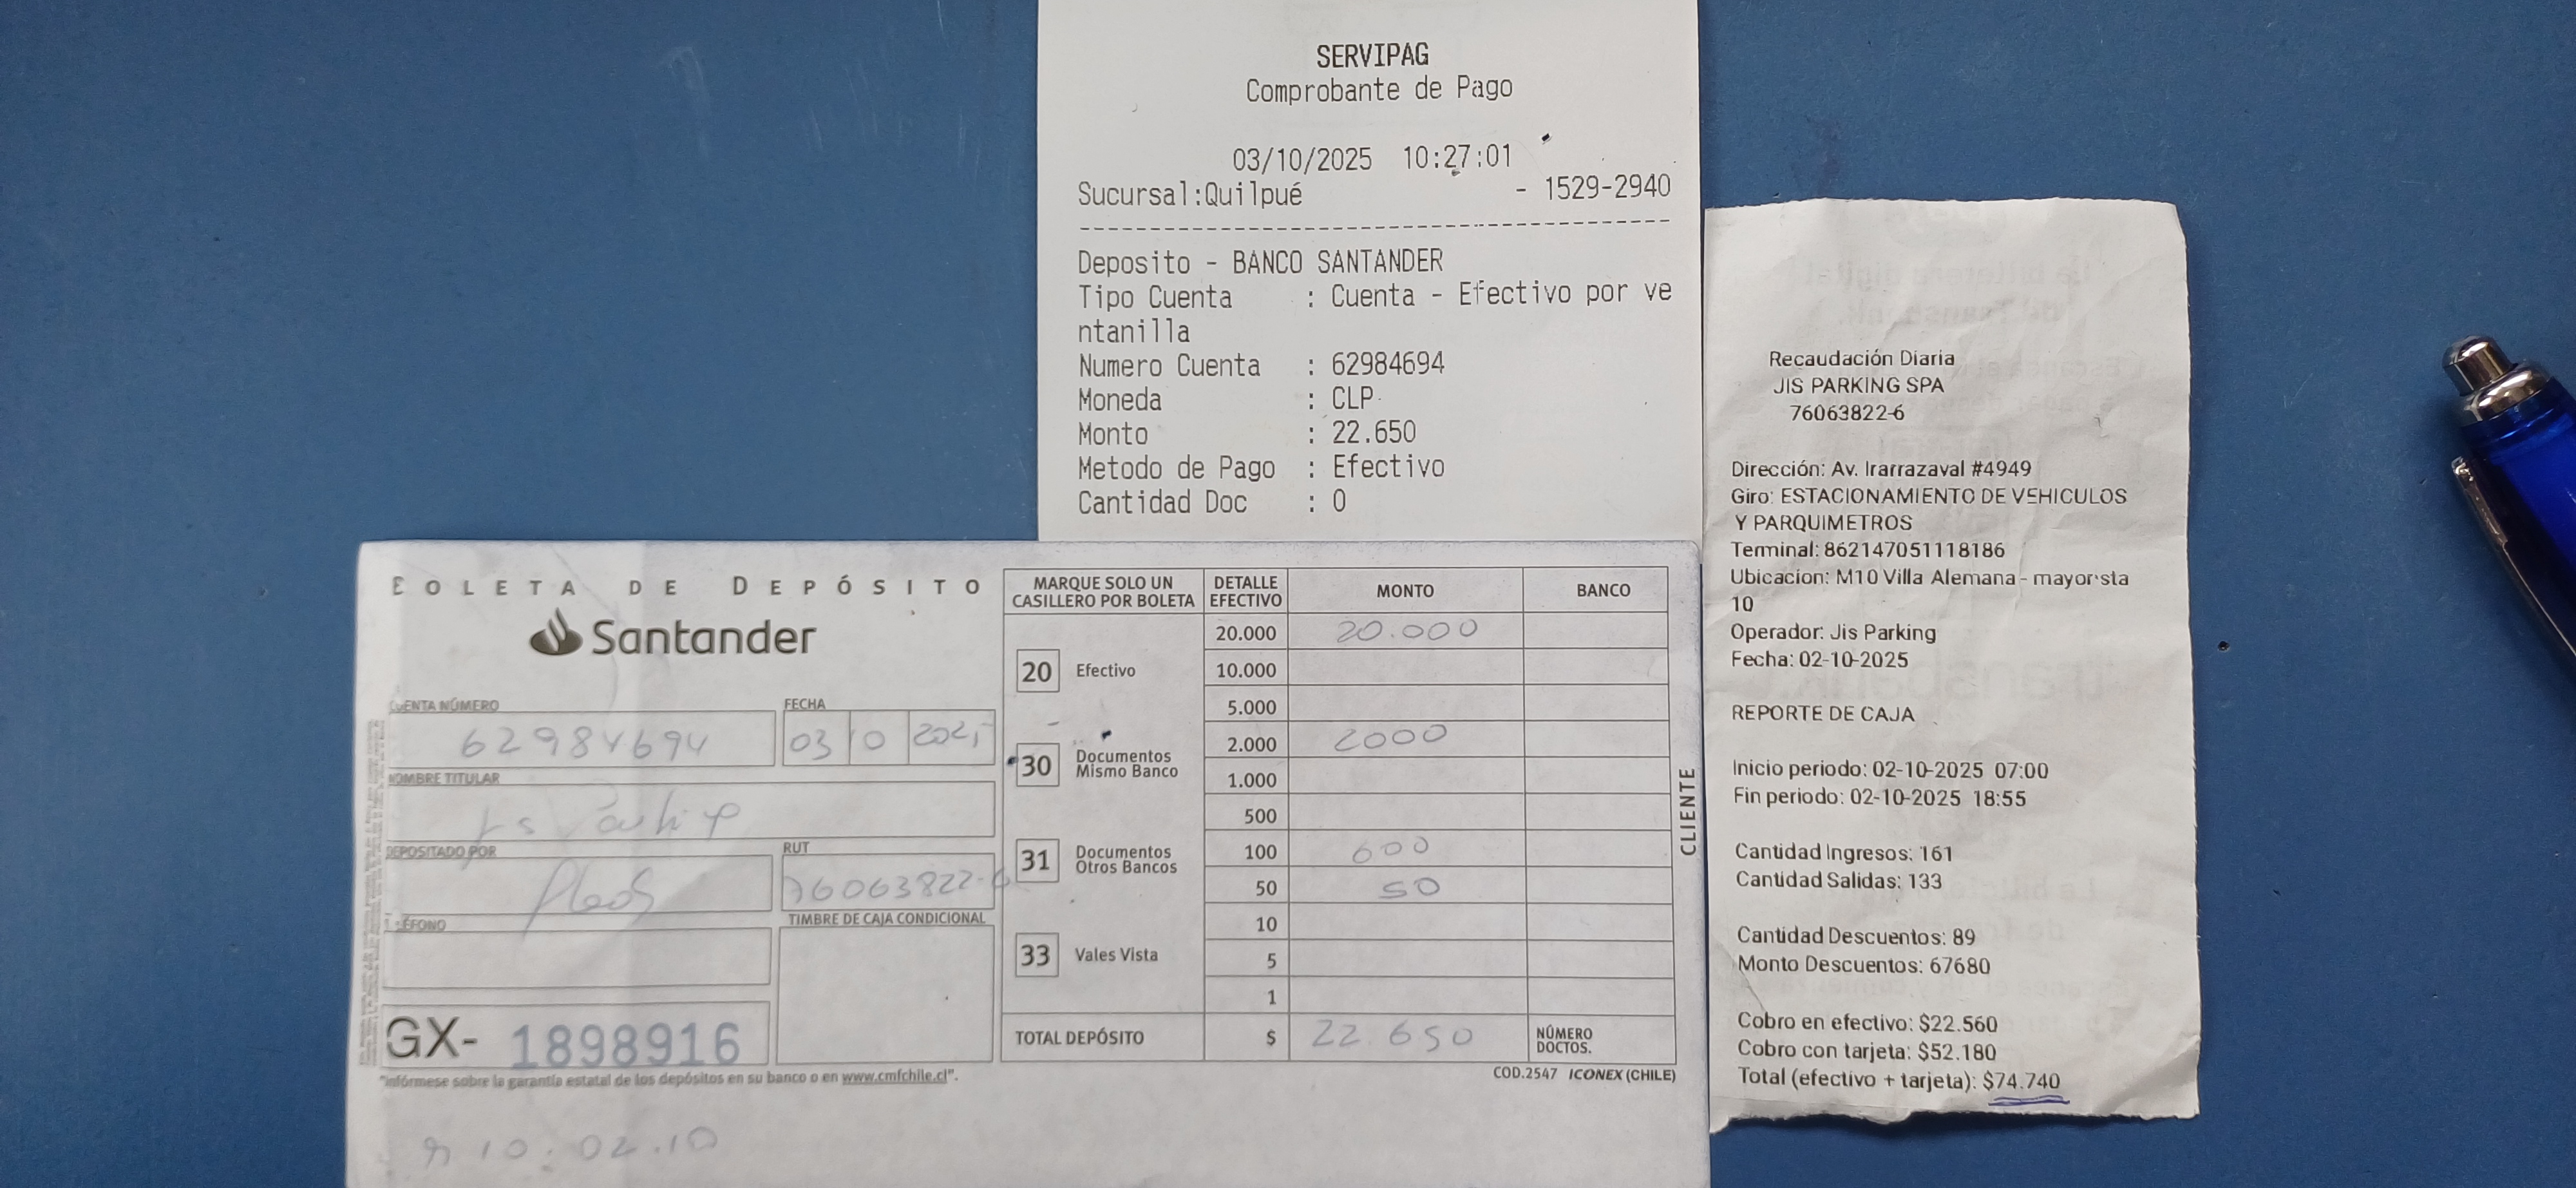 SERVIPAG
Comprobante de Pago
03/10/2025 10:27:01
Sucursal:Quilpué - 1529-2940
--------------------------------------------
Deposito - BANCO SANTANDER
Tipo Cuenta : Cuenta - Efectivo por ve
ntanilla
Numero Cuenta : 62984694
Moneda : CLP
Monto : 22.650
Metodo de Pago : Efectivo
Cantidad Doc : 0
BOLETA DE DEPÓSITO
Santander
CUENTA NÚMERO
62984694
FECHA
03 10 2025
NOMBRE TITULAR
DEPOSITADO POR
RUT
76063822-6
TELÉFONO
TIMBRE DE CAJA CONDICIONAL
GX- 1898916
"infórmese sobre la garantía estatal de los depósitos en su banco o en www.cmfchile.cl".
10:02.10
MARQUE SOLO UN
CASILLERO POR BOLETA
20 Efectivo
30 Documentos
Mismo Banco
31 Documentos
Otros Bancos
33 Vales Vista
DETALLE
EFECTIVO MONTO BANCO
20.000 20.000
10.000
5.000
2.000 2000
1.000
500
100 600
50 50
10
5
1
TOTAL DEPÓSITO $ 22.650 NÚMERO
DOCTOS.
COD.2547 ICONEX (CHILE)
CLIENTE
Recaudación Diaria
JIS PARKING SPA
76063822-6
Dirección: Av. Irarrazaval #4949
Giro: ESTACIONAMIENTO DE VEHICULOS
Y PARQUIMETROS
Terminal: 862147051118186
Ubicacion: M10 Villa Alemana - mayorista
10
Operador: Jis Parking
Fecha: 02-10-2025
REPORTE DE CAJA
Inicio periodo: 02-10-2025 07:00
Fin periodo: 02-10-2025 18:55
Cantidad Ingresos: 161
Cantidad Salidas: 133
Cantidad Descuentos: 89
Monto Descuentos: 67680
Cobro en efectivo: $22.560
Cobro con tarjeta: $52.180
Total (efectivo + tarjeta): $74.740